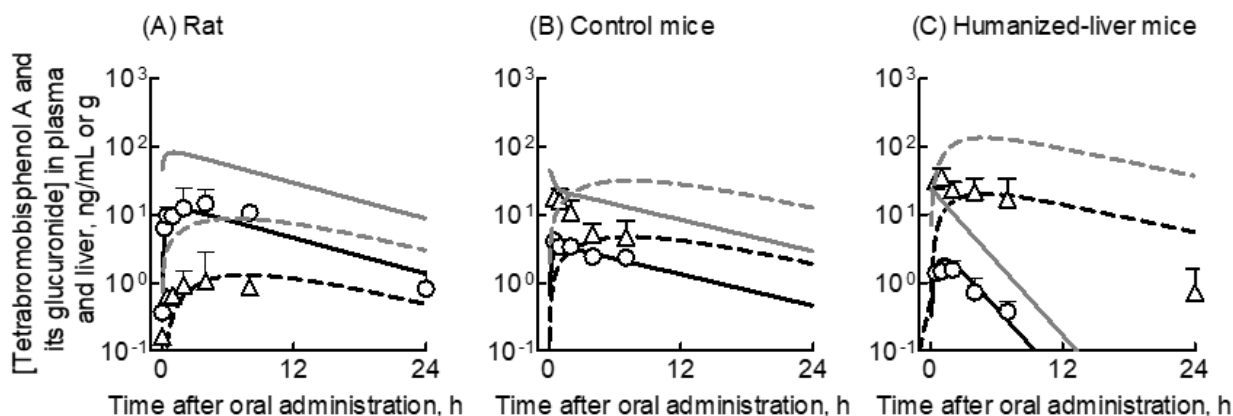 (A) Rat
(B) Control mice
(C) Humanized-liver mice
[Tetrabromobisphenol A and
its glucuronide] in plasma
and liver, ng/mL or g
10³
10²
10¹
10⁰
10⁻¹
0 12 24
Time after oral administration, h
10³
10²
10¹
10⁰
10⁻¹
0 12 24
Time after oral administration, h
10³
10²
10¹
10⁰
10⁻¹
0 12 24
Time after oral administration, h